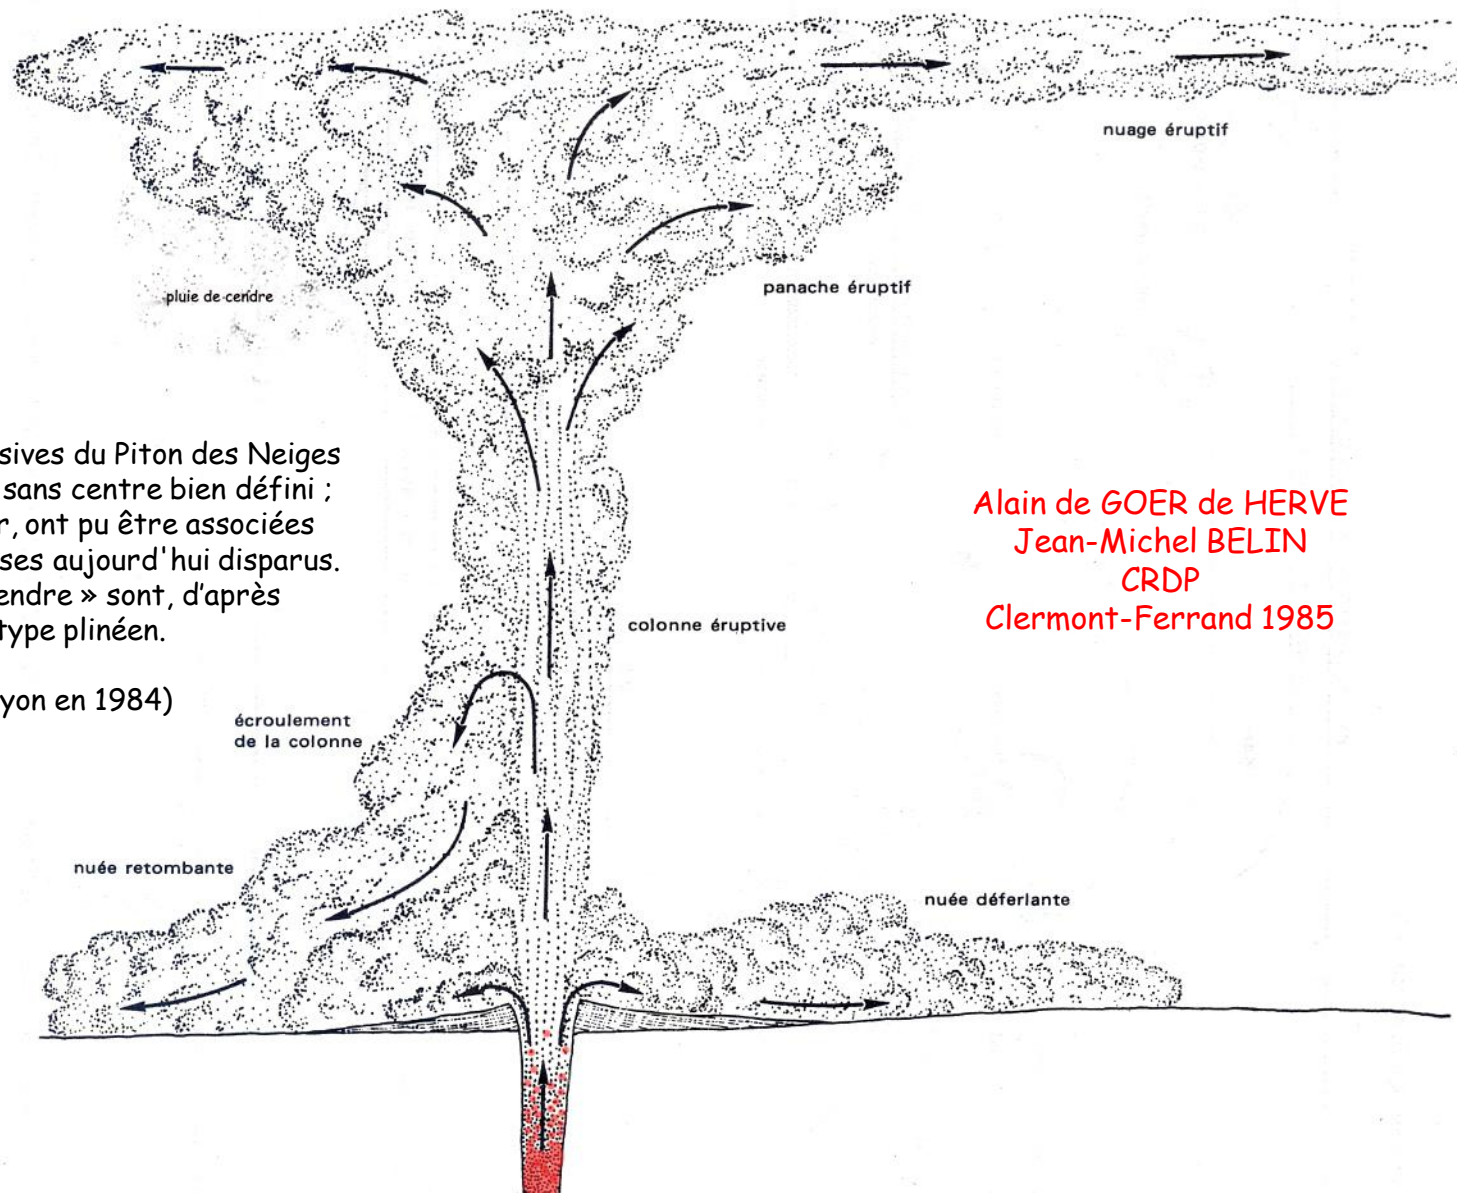 nuage éruptif
panache éruptif
pluie de cendre
sives du Piton des Neiges
sans centre bien défini ;
r, ont pu être associées
ses aujourd'hui disparus.
endre » sont, d'après
type plinéen.
yon en 1984)
Alain de GOER de HERVE
Jean-Michel BELIN
CRDP
Clermont-Ferrand 1985
colonne éruptive
écroulement
de la colonne
nuée retombante
nuée déferlante